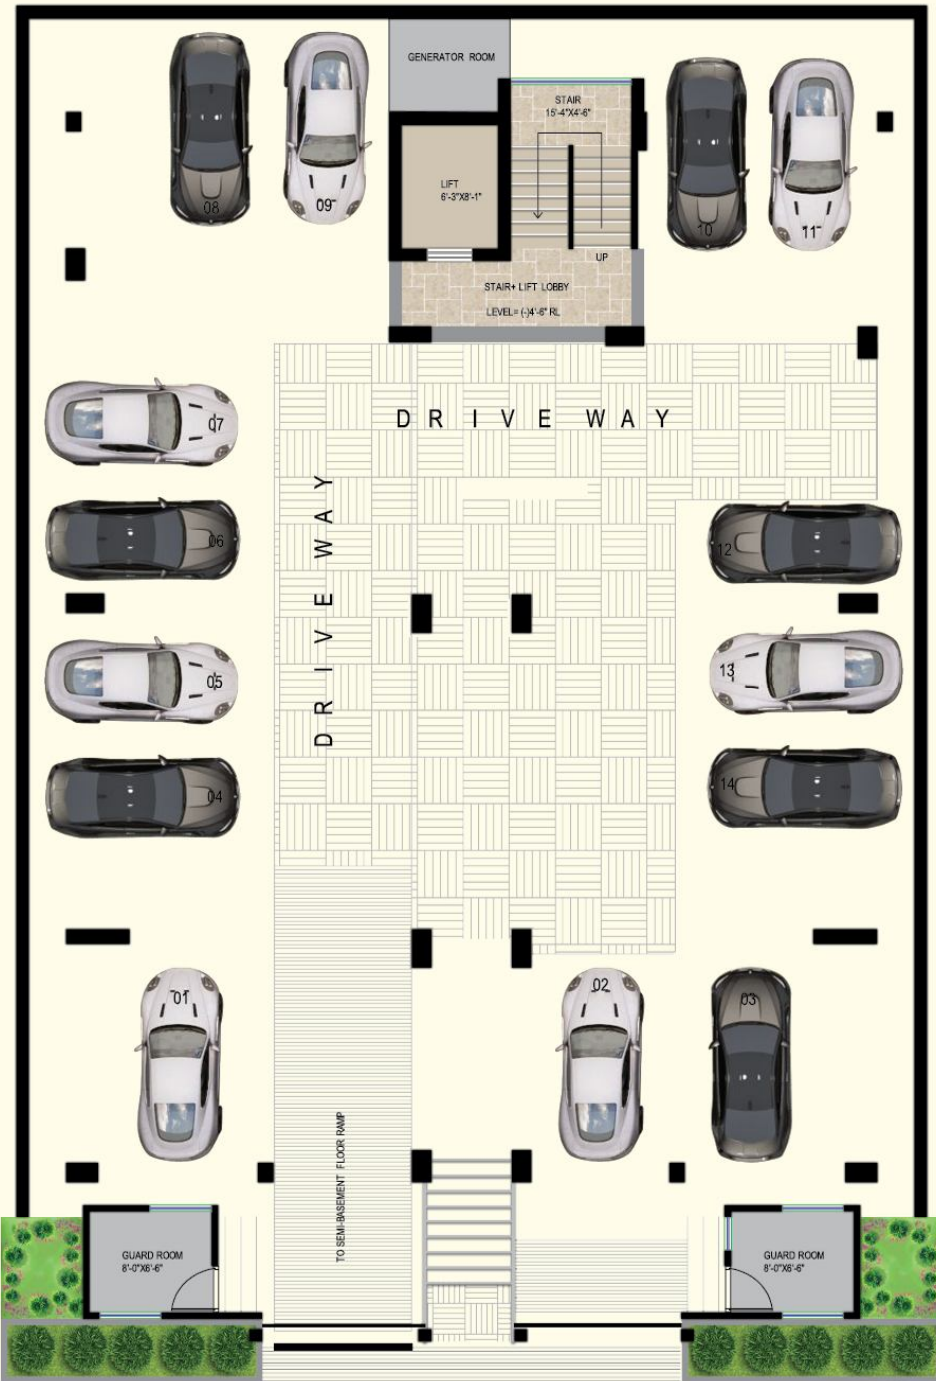 GENERATOR ROOM
STAIR
15'-4"X4'-6"
LIFT
6'-3"X8'-1"
UP
STAIR+ LIFT LOBBY
LEVEL= (-)4'-6" RL
08
09
10
11
DRIVE WAY
DRIVE WAY
07
06
05
04
12
13
14
01
02
03
TO SEMI-BASEMENT FLOOR RAMP
GUARD ROOM
8'-0"X6'-6"
GUARD ROOM
8'-0"X6'-6"